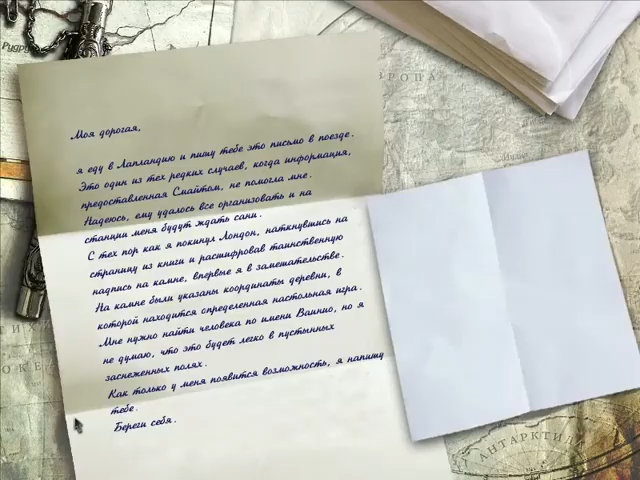 Моя дорогая,
я еду в Лапландию и пишу тебе это письмо в поезде.
Это один из тех редких случаев, когда информация,
предоставленная Смайтом, не помогла мне.
Надеюсь, ему удалось все организовать и на
станции меня будут ждать сани.
С тех пор как я покинул Лондон, наткнувшись на
страницу из книги и расшифровав таинственную
надпись на камне, впервые я в замешательстве.
На камне были указаны координаты деревни, в
которой находится определенная настольная игра.
Мне нужно найти человека по имени Ваинио, но я
не думаю, что это будет легко в пустынных
заснеженных полях.
Как только у меня появится возможность, я напишу
тебе.
Береги себя.
АНТАРКТИДА